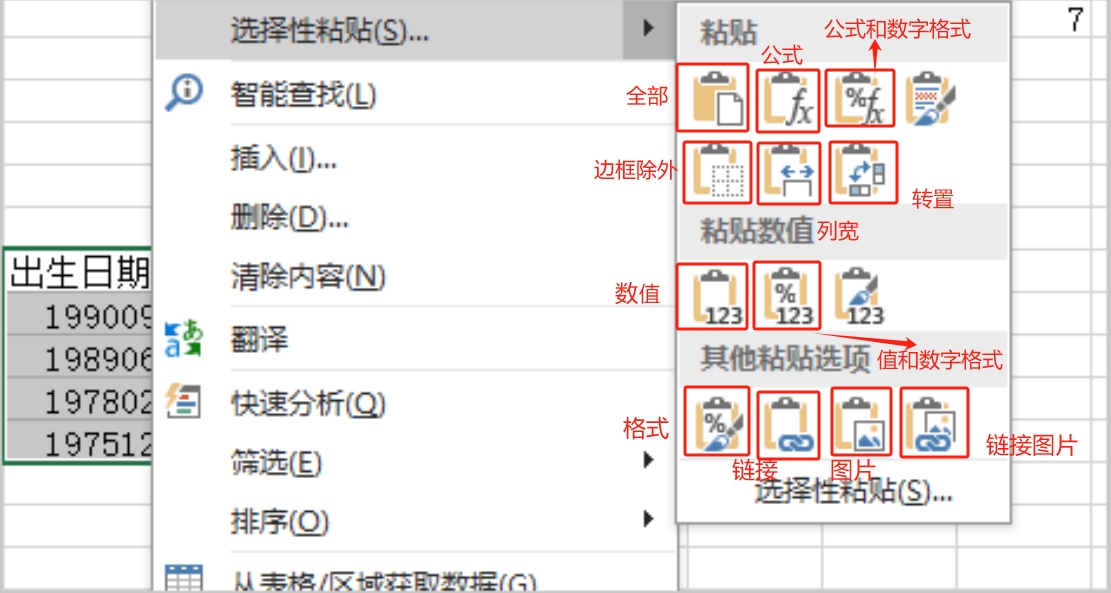 选择性粘贴(S)...
智能查找(L)
插入(I)...
删除(D)...
清除内容(N)
翻译
快速分析(Q)
筛选(E)
排序(O)
从表格/区域获取数据(G)
出生日期
199009
198906
197802
197512
7
粘贴
公式和数字格式
公式
全部
%fx
fx
边框除外
转置
粘贴数值
列宽
数值
123
%
123
123
值和数字格式
其他粘贴选项
格式
%
链接
图片
链接图片
选择性粘贴(S)...